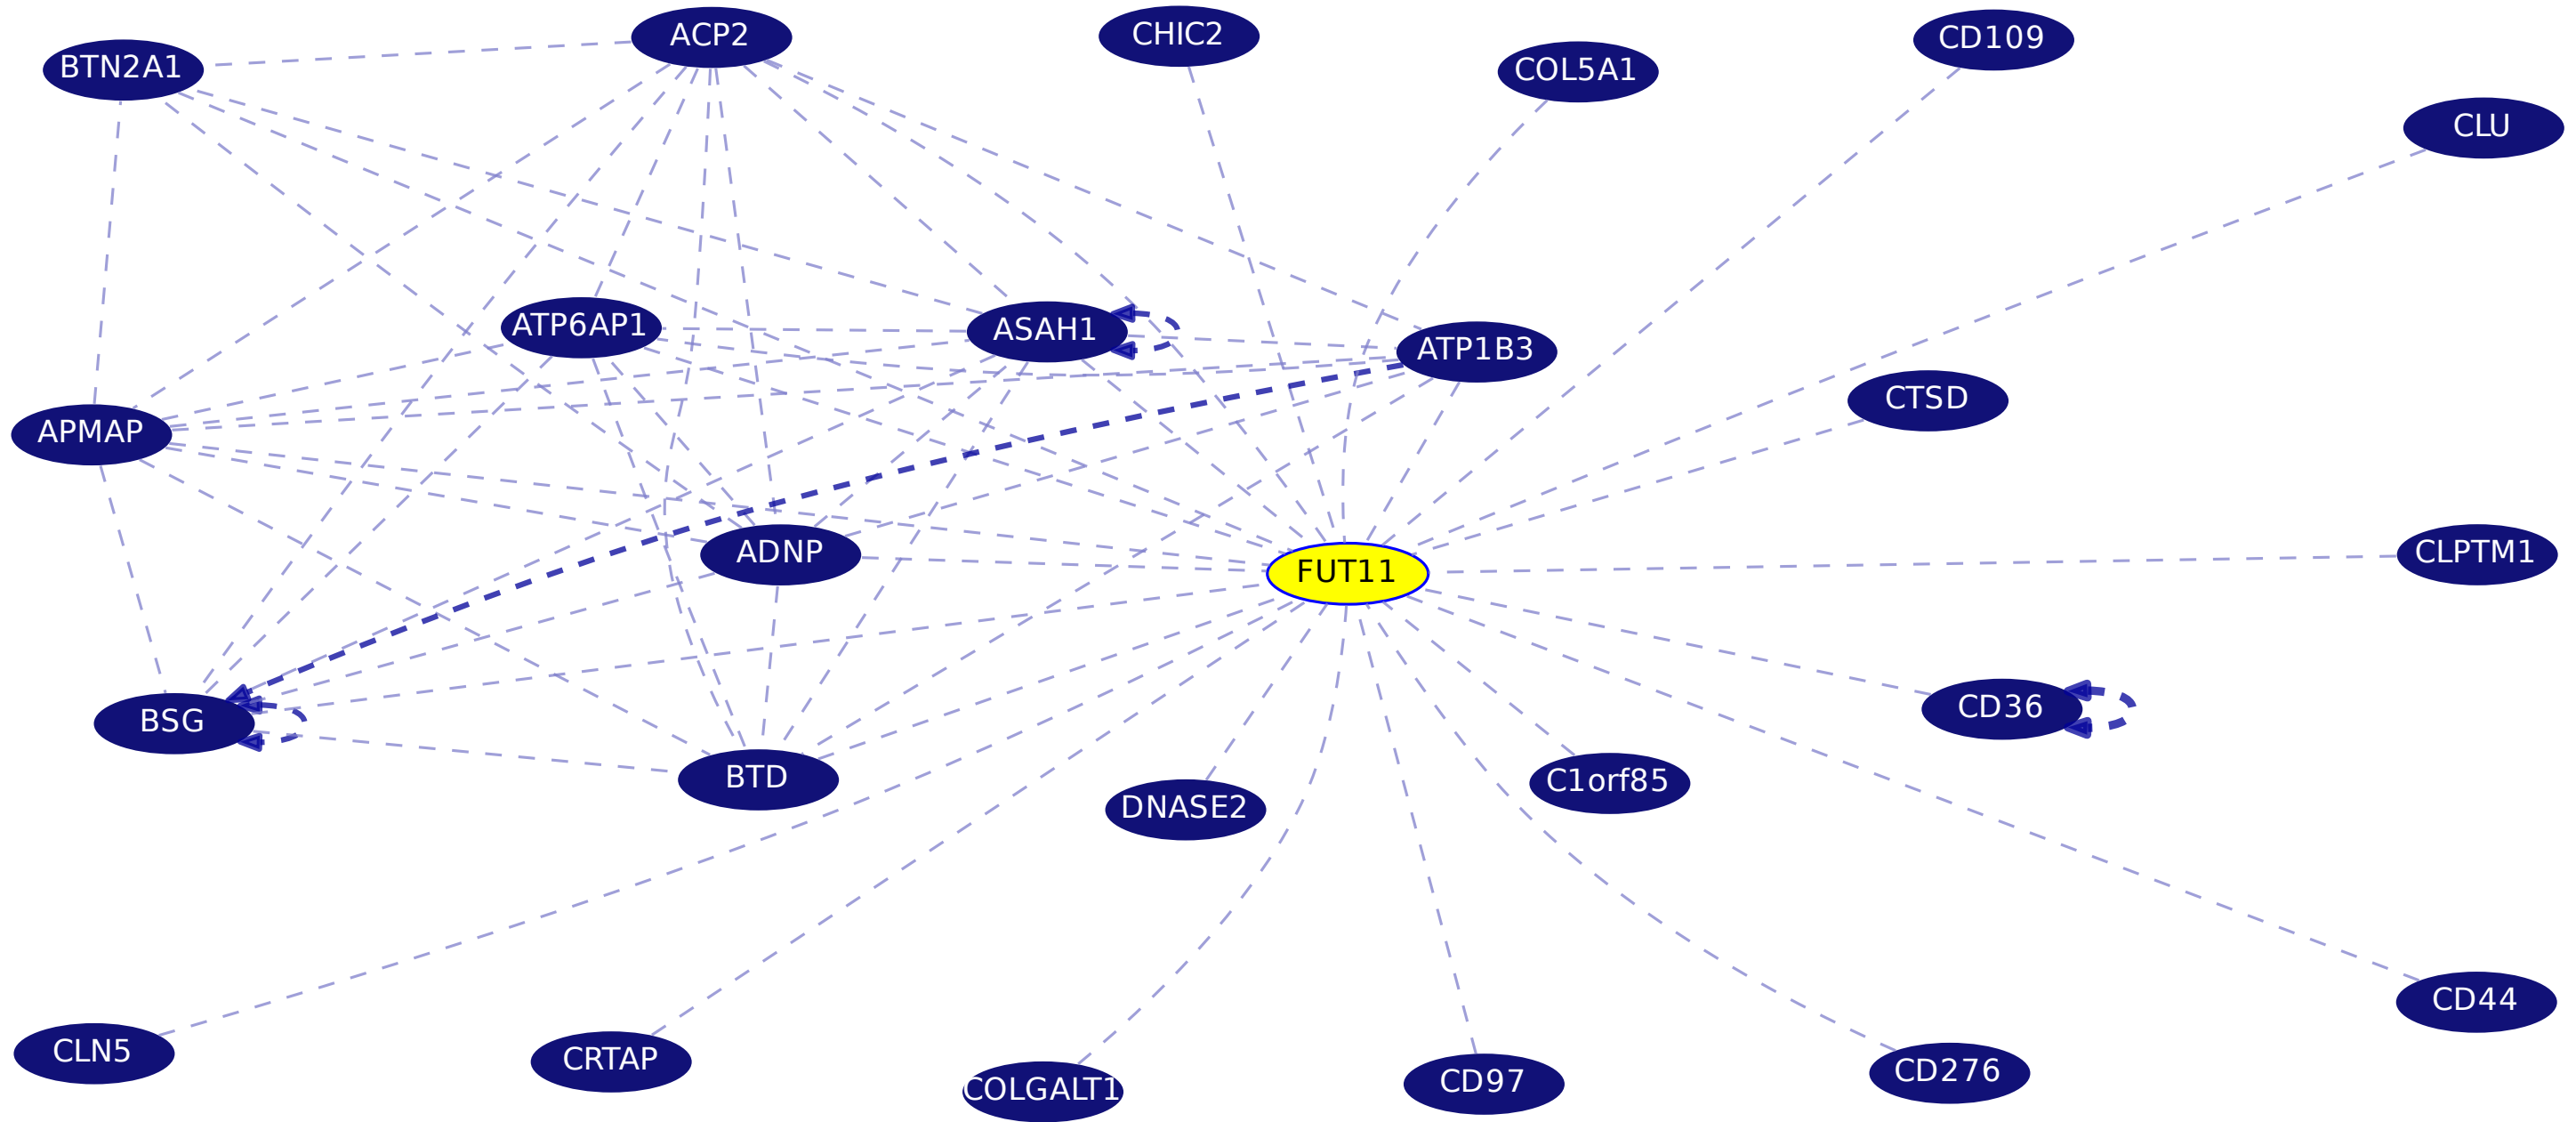 ACP2
CHIC2
CD109
BTN2A1
COL5A1
CLU
ATP6AP1
ASAH1
ATP1B3
CTSD
APMAP
ADNP
FUT11
CLPTM1
BSG
CD36
BTD
DNASE2
C1orf85
CD44
CLN5
CRTAP
COLGALT1
CD97
CD276